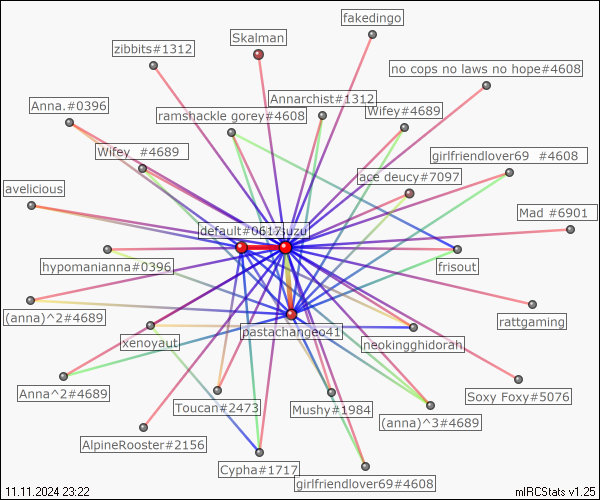 fakedingo
Skalman
zibbits#1312
no cops no laws no hope#4608
Anna.#0396
Annarchist#1312
ramshackle gorey#4608
Wifey#4689
Wifey_#4689
girlfriendlover69_#4608
ace deucy#7097
avelicious
Mad_#6901
default#0617
suzu
hypomanianna#0396
frisout
(anna)^2#4689
rattgaming
pastachangeo41
xenoyaut
neokingghidorah
Anna^2#4689
Soxy Foxy#5076
Toucan#2473
Mushy#1984
(anna)^3#4689
AlpineRooster#2156
Cypha#1717
girlfriendlover69#4608
11.11.2024 23:22
mIRCStats v1.25